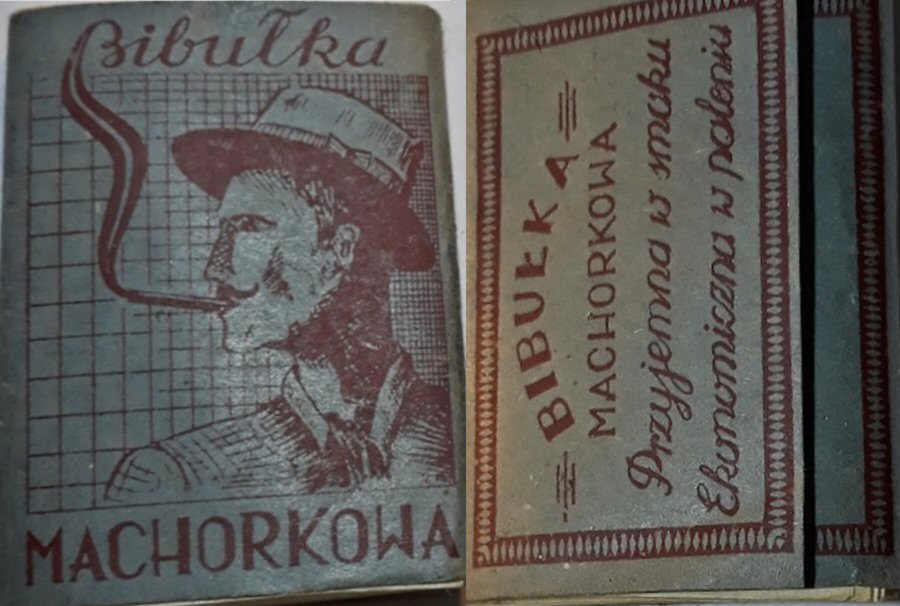 Bibułka
MACHORKOWA
BIBUŁKA
MACHORKOWA
Przyjemna w smaku
Ekonomiczna w paleniu